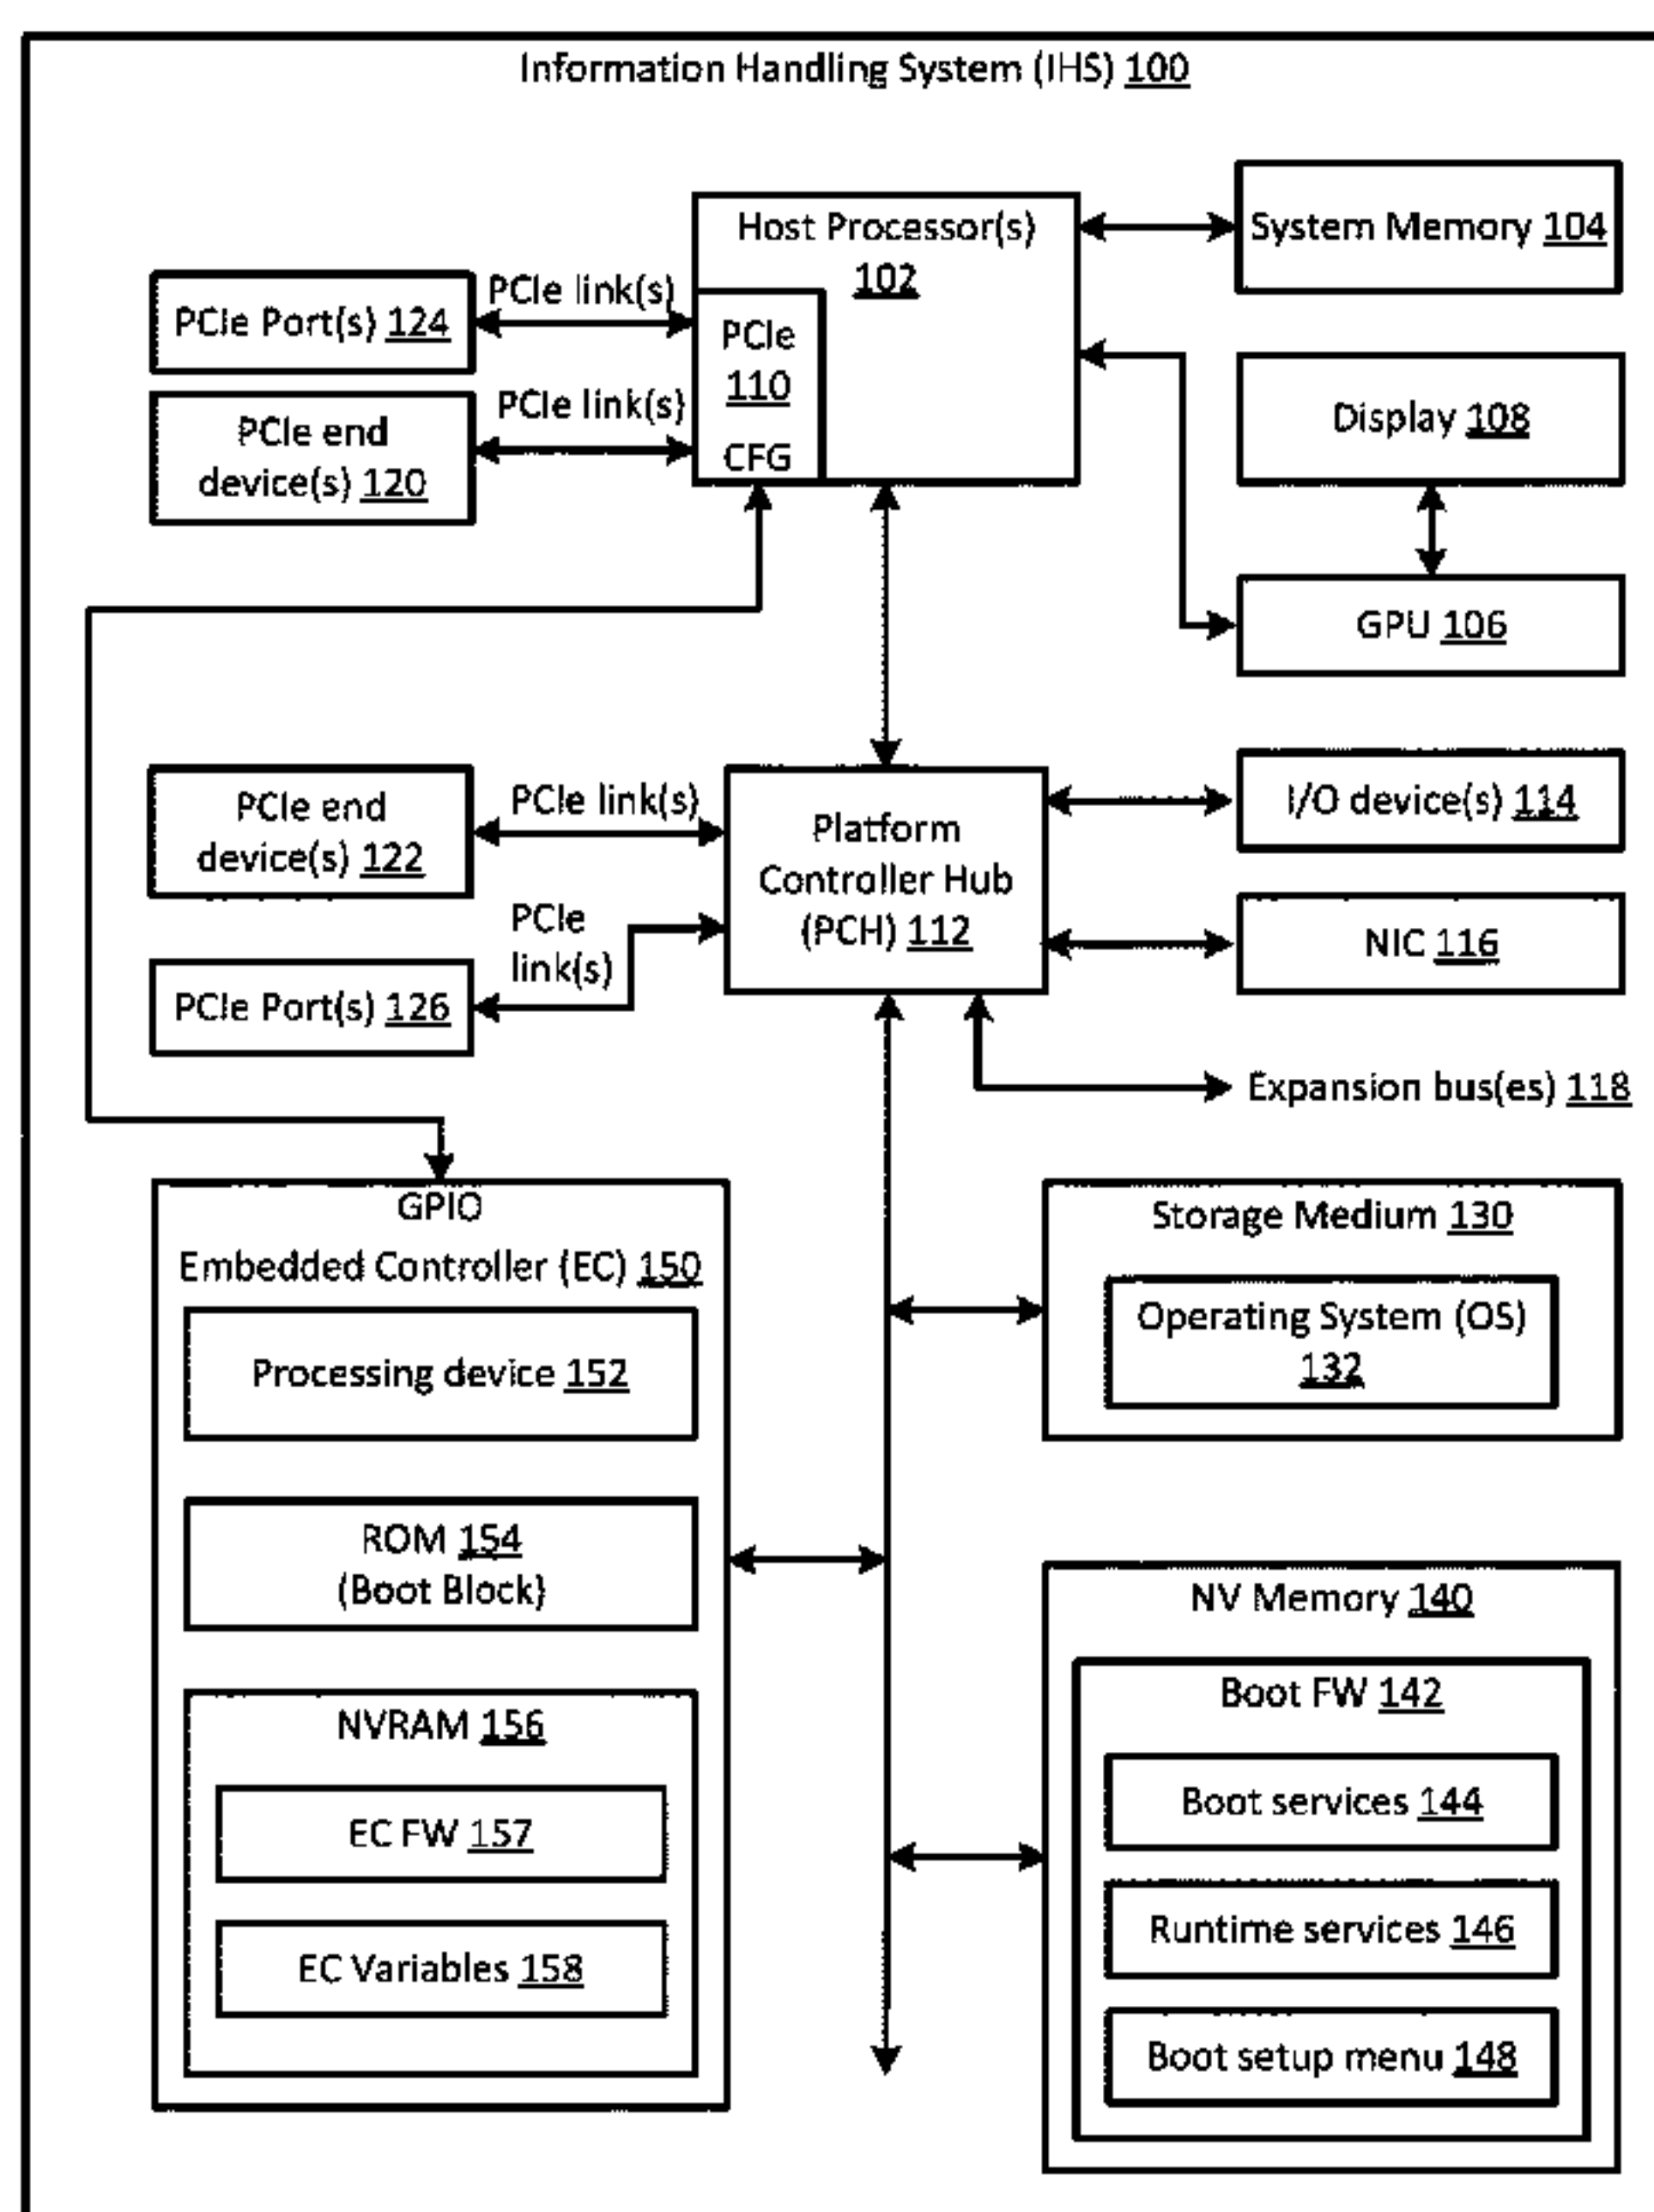 Information Handling System (IHS) 100
Host Processor(s)
102
System Memory 104
PCIe link(s)
PCIe Port(s) 124
PCIe
110
CFG
PCIe link(s)
PCIe end
device(s) 120
Display 108
GPU 106
PCIe end
device(s) 122
PCIe link(s)
Platform
Controller Hub
(PCH) 112
I/O device(s) 114
PCIe
link(s)
NIC 116
PCIe Port(s) 126
Expansion bus(es) 118
GPIO
Embedded Controller (EC) 150
Processing device 152
ROM 154
(Boot Block)
NVRAM 156
EC FW 157
EC Variables 158
Storage Medium 130
Operating System (OS)
132
NV Memory 140
Boot FW 142
Boot services 144
Runtime services 146
Boot setup menu 148